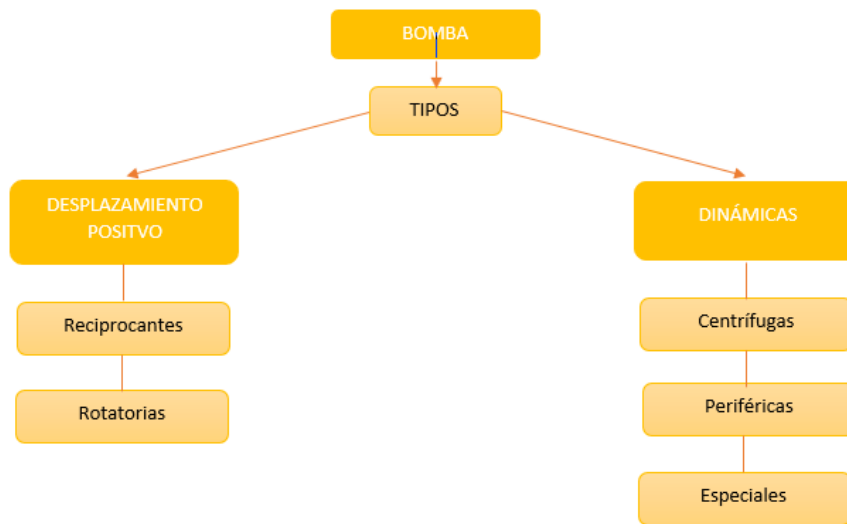 BOMBA
TIPOS
DESPLAZAMIENTO
POSITVO
Reciprocantes
Rotatorias
DINÁMICAS
Centrífugas
Periféricas
Especiales